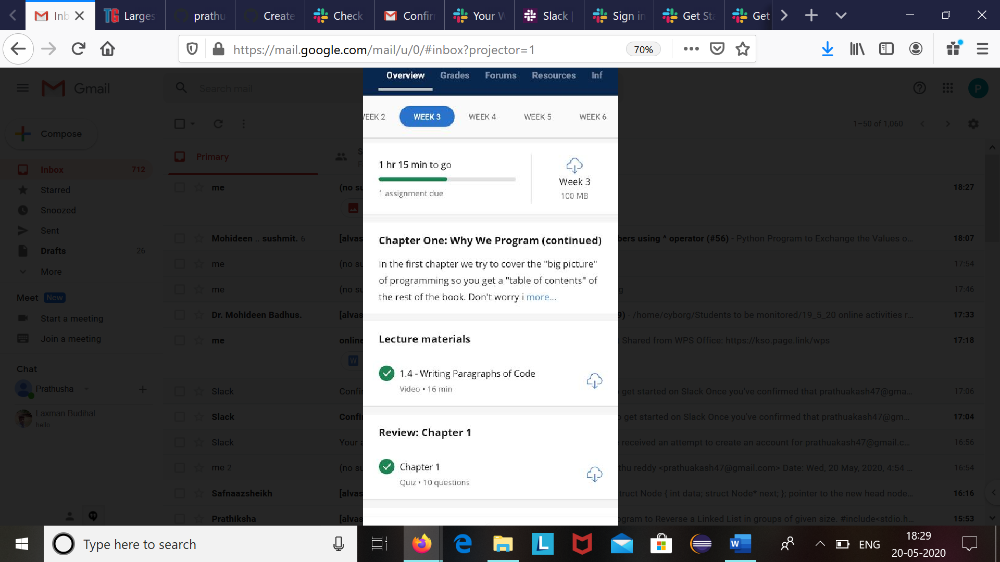 Inb
Larges
prathu
Create
Check
Confir
Your W
Slack |
Sign in
Get Sta
Get
https://mail.google.com/mail/u/0/#inbox?projector=1
70%
Gmail
Search mail
P
Compose
1–50 of 1,060
Inbox 712
Starred
Snoozed
Sent
Drafts 26
More
Meet New
Start a meeting
Join a meeting
Chat
Prathusha
Laxman Budihal
hello
Primary
me (no su 18:27
Mohideen .. sushmit. 6 [alvas bers using ^ operator (#56) - Python Program to Exchange the Values o... 18:07
me (no su 17:54
me (no su g 17:46
Dr. Mohideen Badhus. [alvas 9) - /home/cyborg/Students to be monitored/19_5_20 online activities r... 17:33
me online Shared from WPS Office: https://kso.page.link/wps 17:18
W
Slack Confi get started on Slack Once you've confirmed that prathuakash47@gma... 17:06
Slack Confi o get started on Slack Once you've confirmed that prathuakash47@gm... 17:04
Slack Your a received an attempt to create an account for prathuakash47@gmail.c... 16:56
me 2 (no su thu reddy <prathuakash47@gmail.com> Date: Wed, 20 May, 2020, 4:54 ... 16:54
Safnaazsheikh [alvas truct Node { int data; struct Node* next; }; pointer to the new head node... 16:16
Prathiksha [alvas gram to Reverse a Linked List in groups of given size. #include<stdio.h... 15:53
Overview Grades Forums Resources Inf
WEEK 2 WEEK 3 WEEK 4 WEEK 5 WEEK 6
1 hr 15 min to go
1 assignment due
Week 3
100 MB
Chapter One: Why We Program (continued)
In the first chapter we try to cover the "big picture"
of programming so you get a "table of contents" of
the rest of the book. Don't worry i more...
Lecture materials
1.4 - Writing Paragraphs of Code
Video • 16 min
Review: Chapter 1
Chapter 1
Quiz • 10 questions
Type here to search
ENG
18:29
20-05-2020